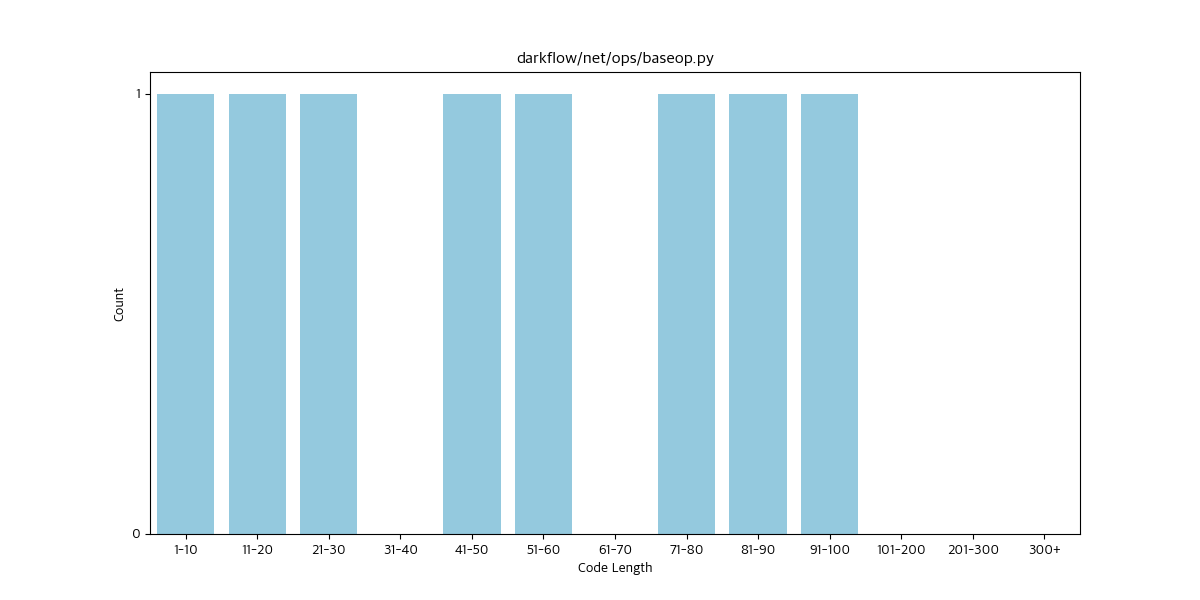 darkflow/net/ops/baseop.py
1
0
Count
1-10 11-20 21-30 31-40 41-50 51-60 61-70 71-80 81-90 91-100 101-200 201-300 300+
Code Length